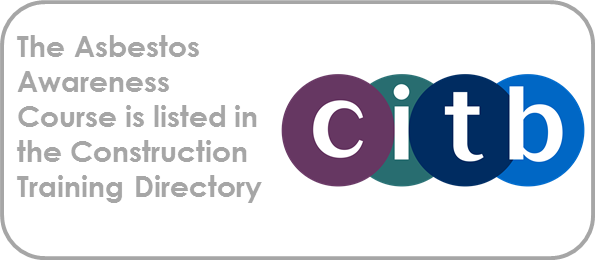 The Asbestos
Awareness
Course is listed in
the Construction
Training Directory
citb